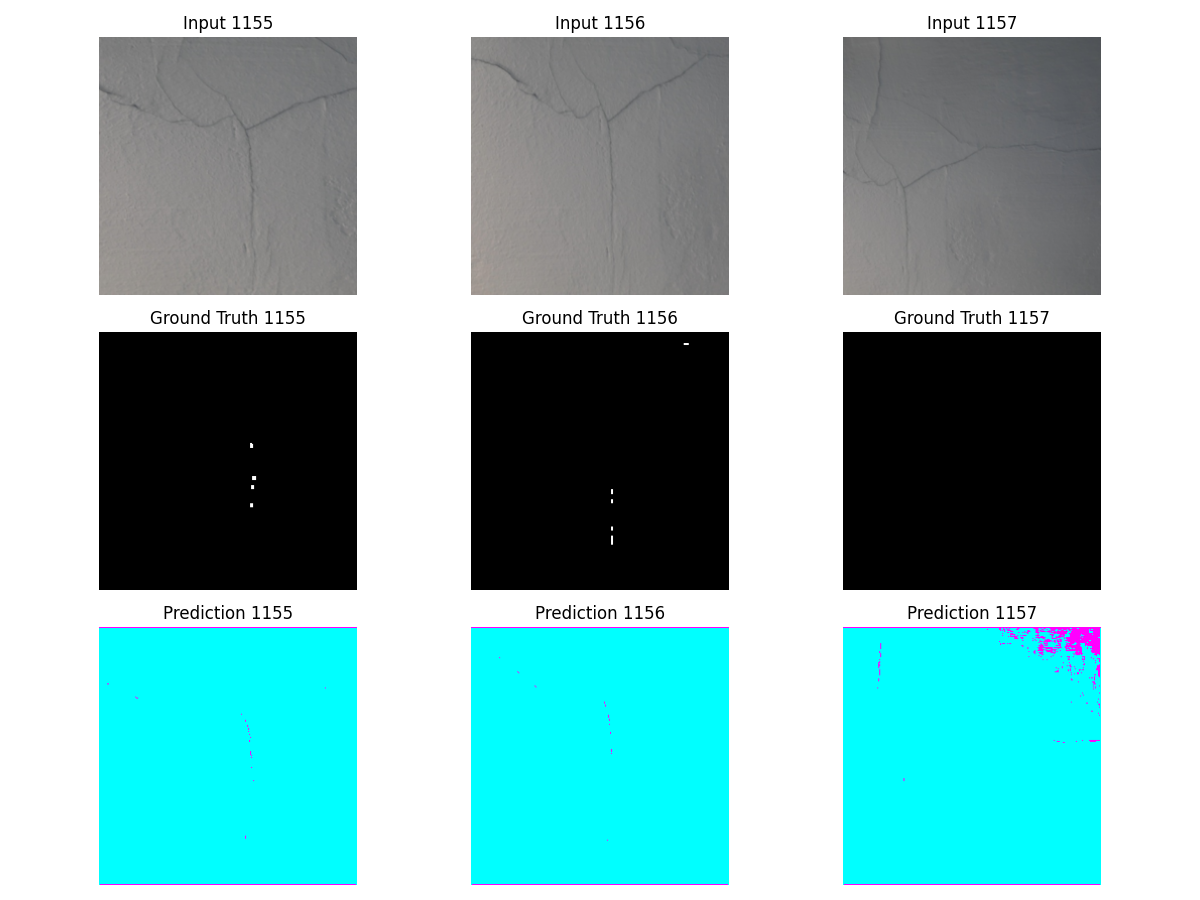 Input 1155
Input 1156
Input 1157
Ground Truth 1155
Ground Truth 1156
Ground Truth 1157
Prediction 1155
Prediction 1156
Prediction 1157